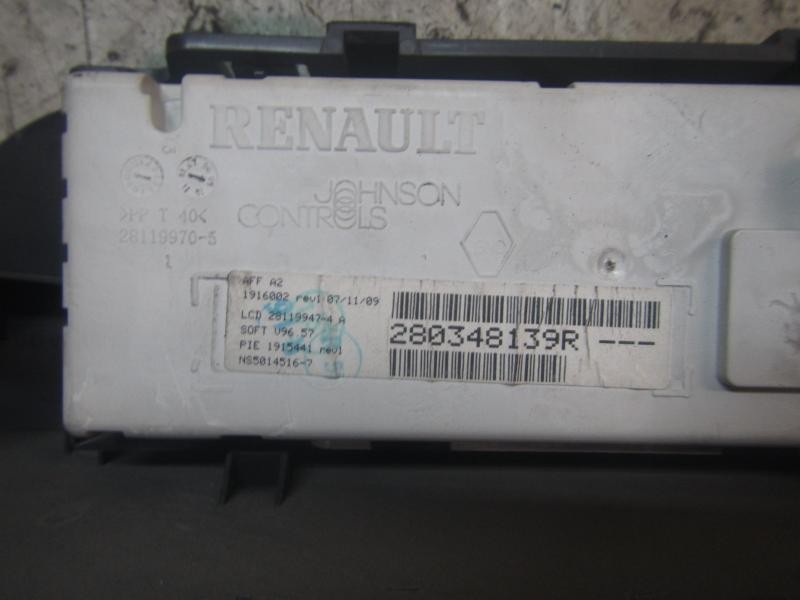 RENAULT
JOHNSON
CONTROLS
>PP T 40<
28119970-5
1
AFF A2
1916002 rev1 07/11/09
LCD 28119947-4 A
SOFT V96.57
PIE 1915441 rev1
NS5014516-7
280348139R ---